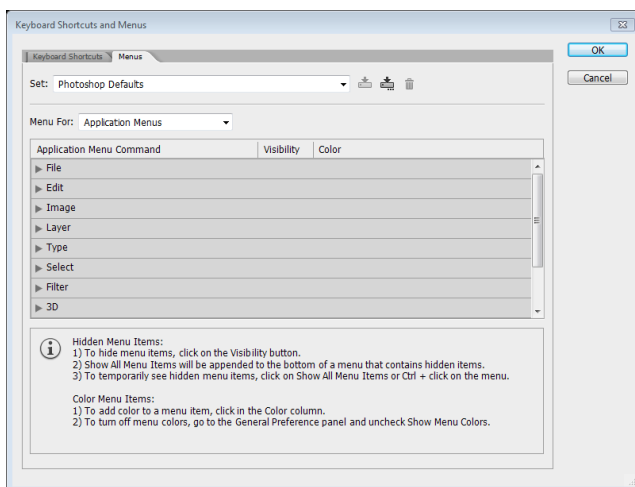 Keyboard Shortcuts and Menus
OK
Cancel
Keyboard Shortcuts Menus
Set: Photoshop Defaults
Menu For: Application Menus
Application Menu Command Visibility Color
File
Edit
Image
Layer
Type
Select
Filter
3D
Hidden Menu Items:
1) To hide menu items, click on the Visibility button.
2) Show All Menu Items will be appended to the bottom of a menu that contains hidden items.
3) To temporarily see hidden menu items, click on Show All Menu Items or Ctrl + click on the menu.
Color Menu Items:
1) To add color to a menu item, click in the Color column.
2) To turn off menu colors, go to the General Preference panel and uncheck Show Menu Colors.